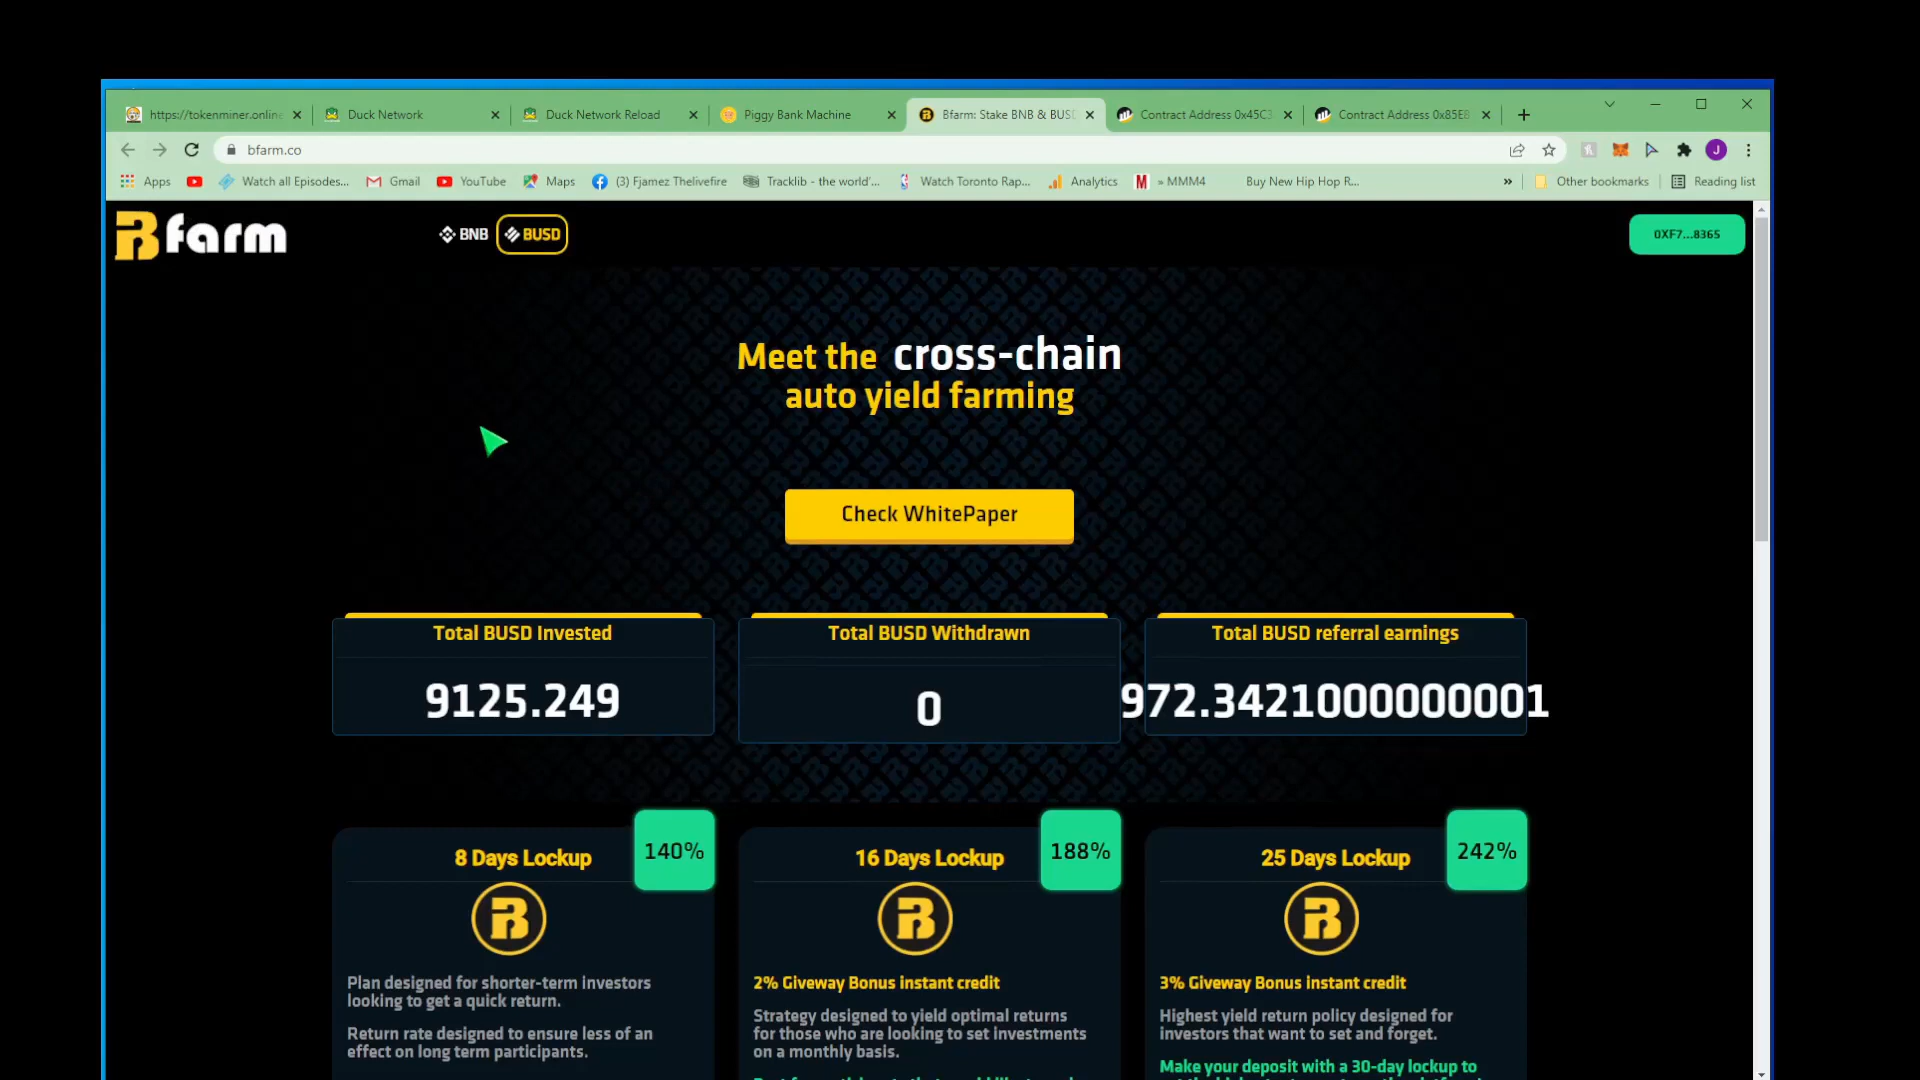 https://tokenminer.online
Duck Network
Duck Network Reload
Piggy Bank Machine
Bfarm: Stake BNB & BUSD
Contract Address 0x45C3
Contract Address 0x85E8
bfarm.co
J
Apps
Watch all Episodes...
Gmail
YouTube
Maps
(3) Fjamez Thelivefire
Tracklib - the world'...
Watch Toronto Rap...
Analytics
» MMM4
Buy New Hip Hop R...
»
Other bookmarks
Reading list
Bfarm
BNB
BUSD
0XF7...8365
Meet the cross-chain
auto yield farming
Check WhitePaper
Total BUSD Invested
9125.249
Total BUSD Withdrawn
0
Total BUSD referral earnings
972.3421000000001
8 Days Lockup
140%
Plan designed for shorter-term investors
looking to get a quick return.
Return rate designed to ensure less of an
effect on long term participants.
16 Days Lockup
188%
2% Giveway Bonus instant credit
Strategy designed to yield optimal returns
for those who are looking to set investments
on a monthly basis.
25 Days Lockup
242%
3% Giveway Bonus instant credit
Highest yield return policy designed for
investors that want to set and forget.
Make your deposit with a 30-day lockup to